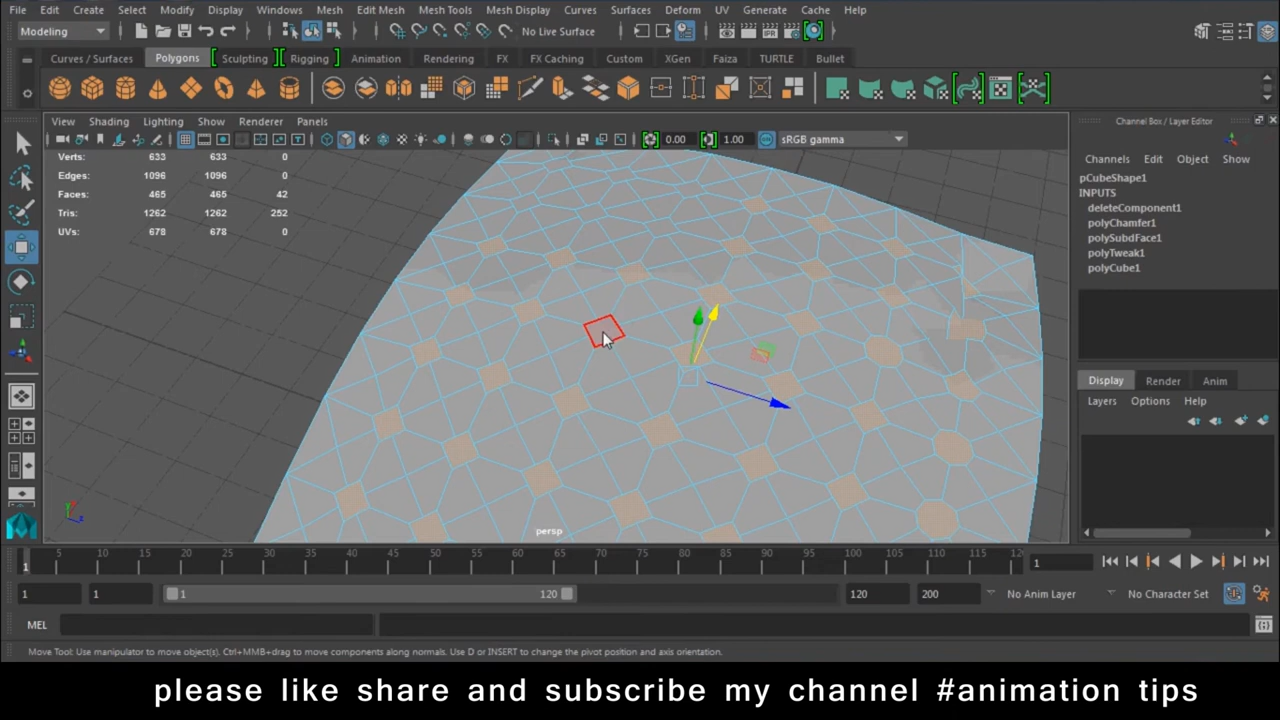 File Edit Create Select Modify Display Windows Mesh Edit Mesh Mesh Tools Mesh Display Curves Surfaces Deform UV Generate Cache Help
Modeling No Live Surface
Curves / Surfaces Polygons Sculpting Rigging Animation Rendering FX FX Caching Custom XGen Faiza TURTLE Bullet
View Shading Lighting Show Renderer Panels
0.00 1.00 sRGB gamma
Verts: 633 633 0
Edges: 1096 1096 0
Faces: 465 465 42
Tris: 1262 1262 252
UVs: 678 678 0
persp
Channel Box / Layer Editor
Channels Edit Object Show
pCubeShape1
INPUTS
deleteComponent1
polyChamfer1
polySubdFace1
polyTweak1
polyCube1
Display Render Anim
Layers Options Help
5 10 15 20 25 30 35 40 45 50 55 60 65 70 75 80 85 90 95 100 105 110 115 12
1 1
1 1 1 120 120 200 No Anim Layer No Character Set
MEL
Move Tool: Use manipulator to move object(s). Ctrl+MMB+drag to move components along normals. Use D or INSERT to change the pivot position and axis orientation.
please like share and subscribe my channel #animation tips